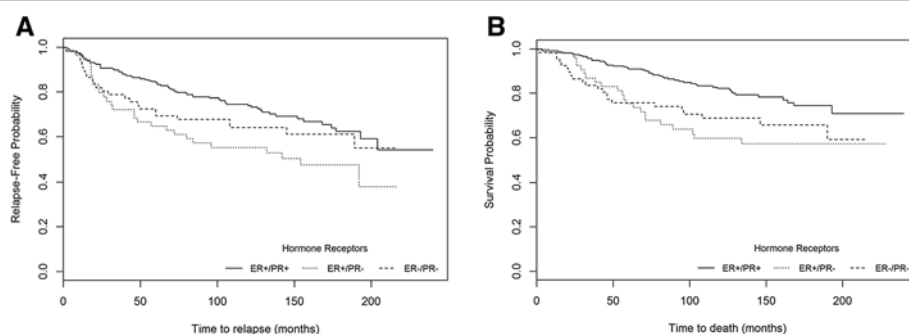 A
Relapse-Free Probability
1.0
0.8
0.6
0.4
0.2
0.0
Hormone Receptors
ER+/PR+ ER+/PR- ER-/PR-
0 50 100 150 200
Time to relapse (months)
B
Survival Probability
1.0
0.8
0.6
0.4
0.2
0.0
Hormone Receptors
ER+/PR+ ER+/PR- ER-/PR-
0 50 100 150 200
Time to death (months)